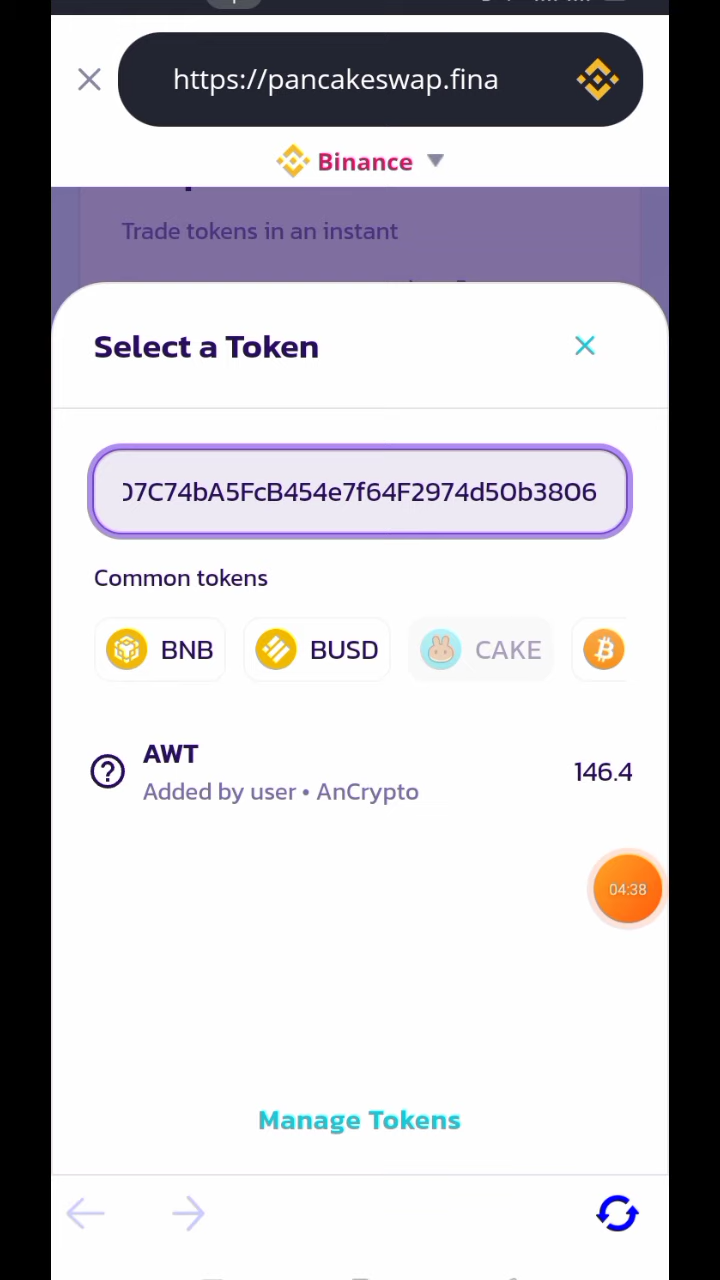 https://pancakeswap.fina
Binance
Trade tokens in an instant
Select a Token
07C74bA5FcB454e7f64F2974d50b3806
Common tokens
BNB
BUSD
CAKE
AWT
146.4
Added by user • AnCrypto
04:38
Manage Tokens